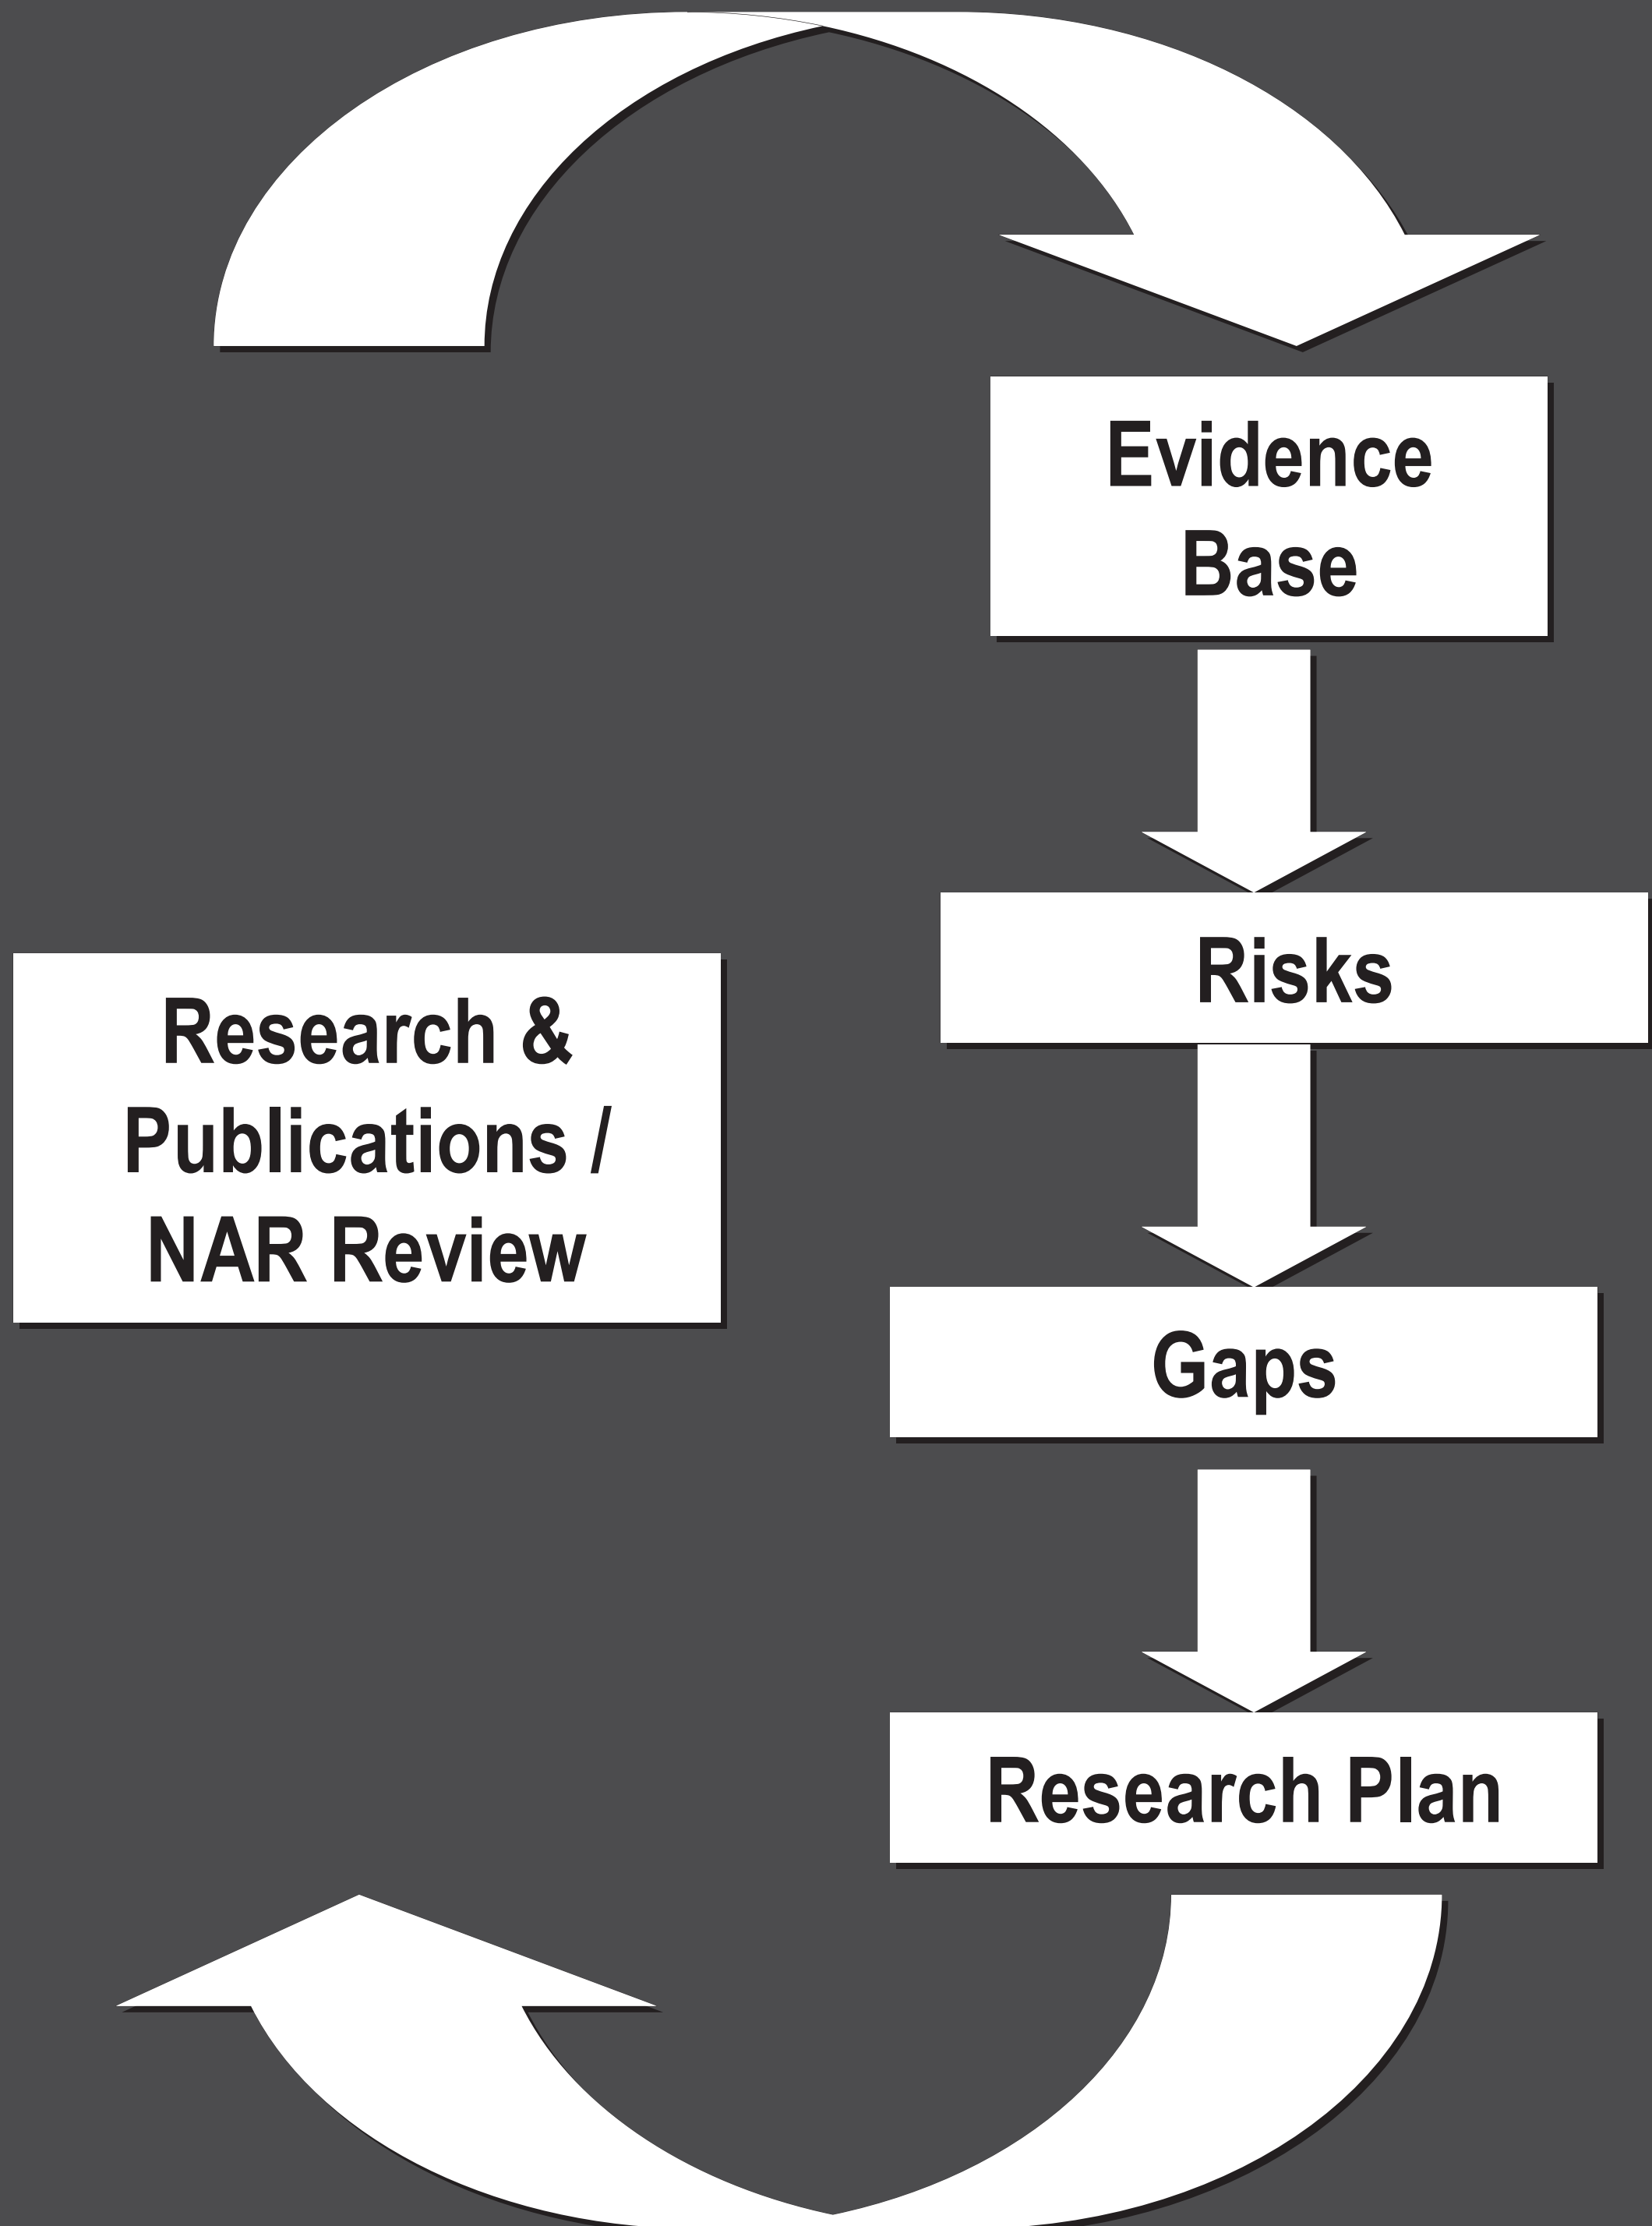 Evidence
Base
Risks
Research &
Publications /
NAR Review
Gaps
Research Plan